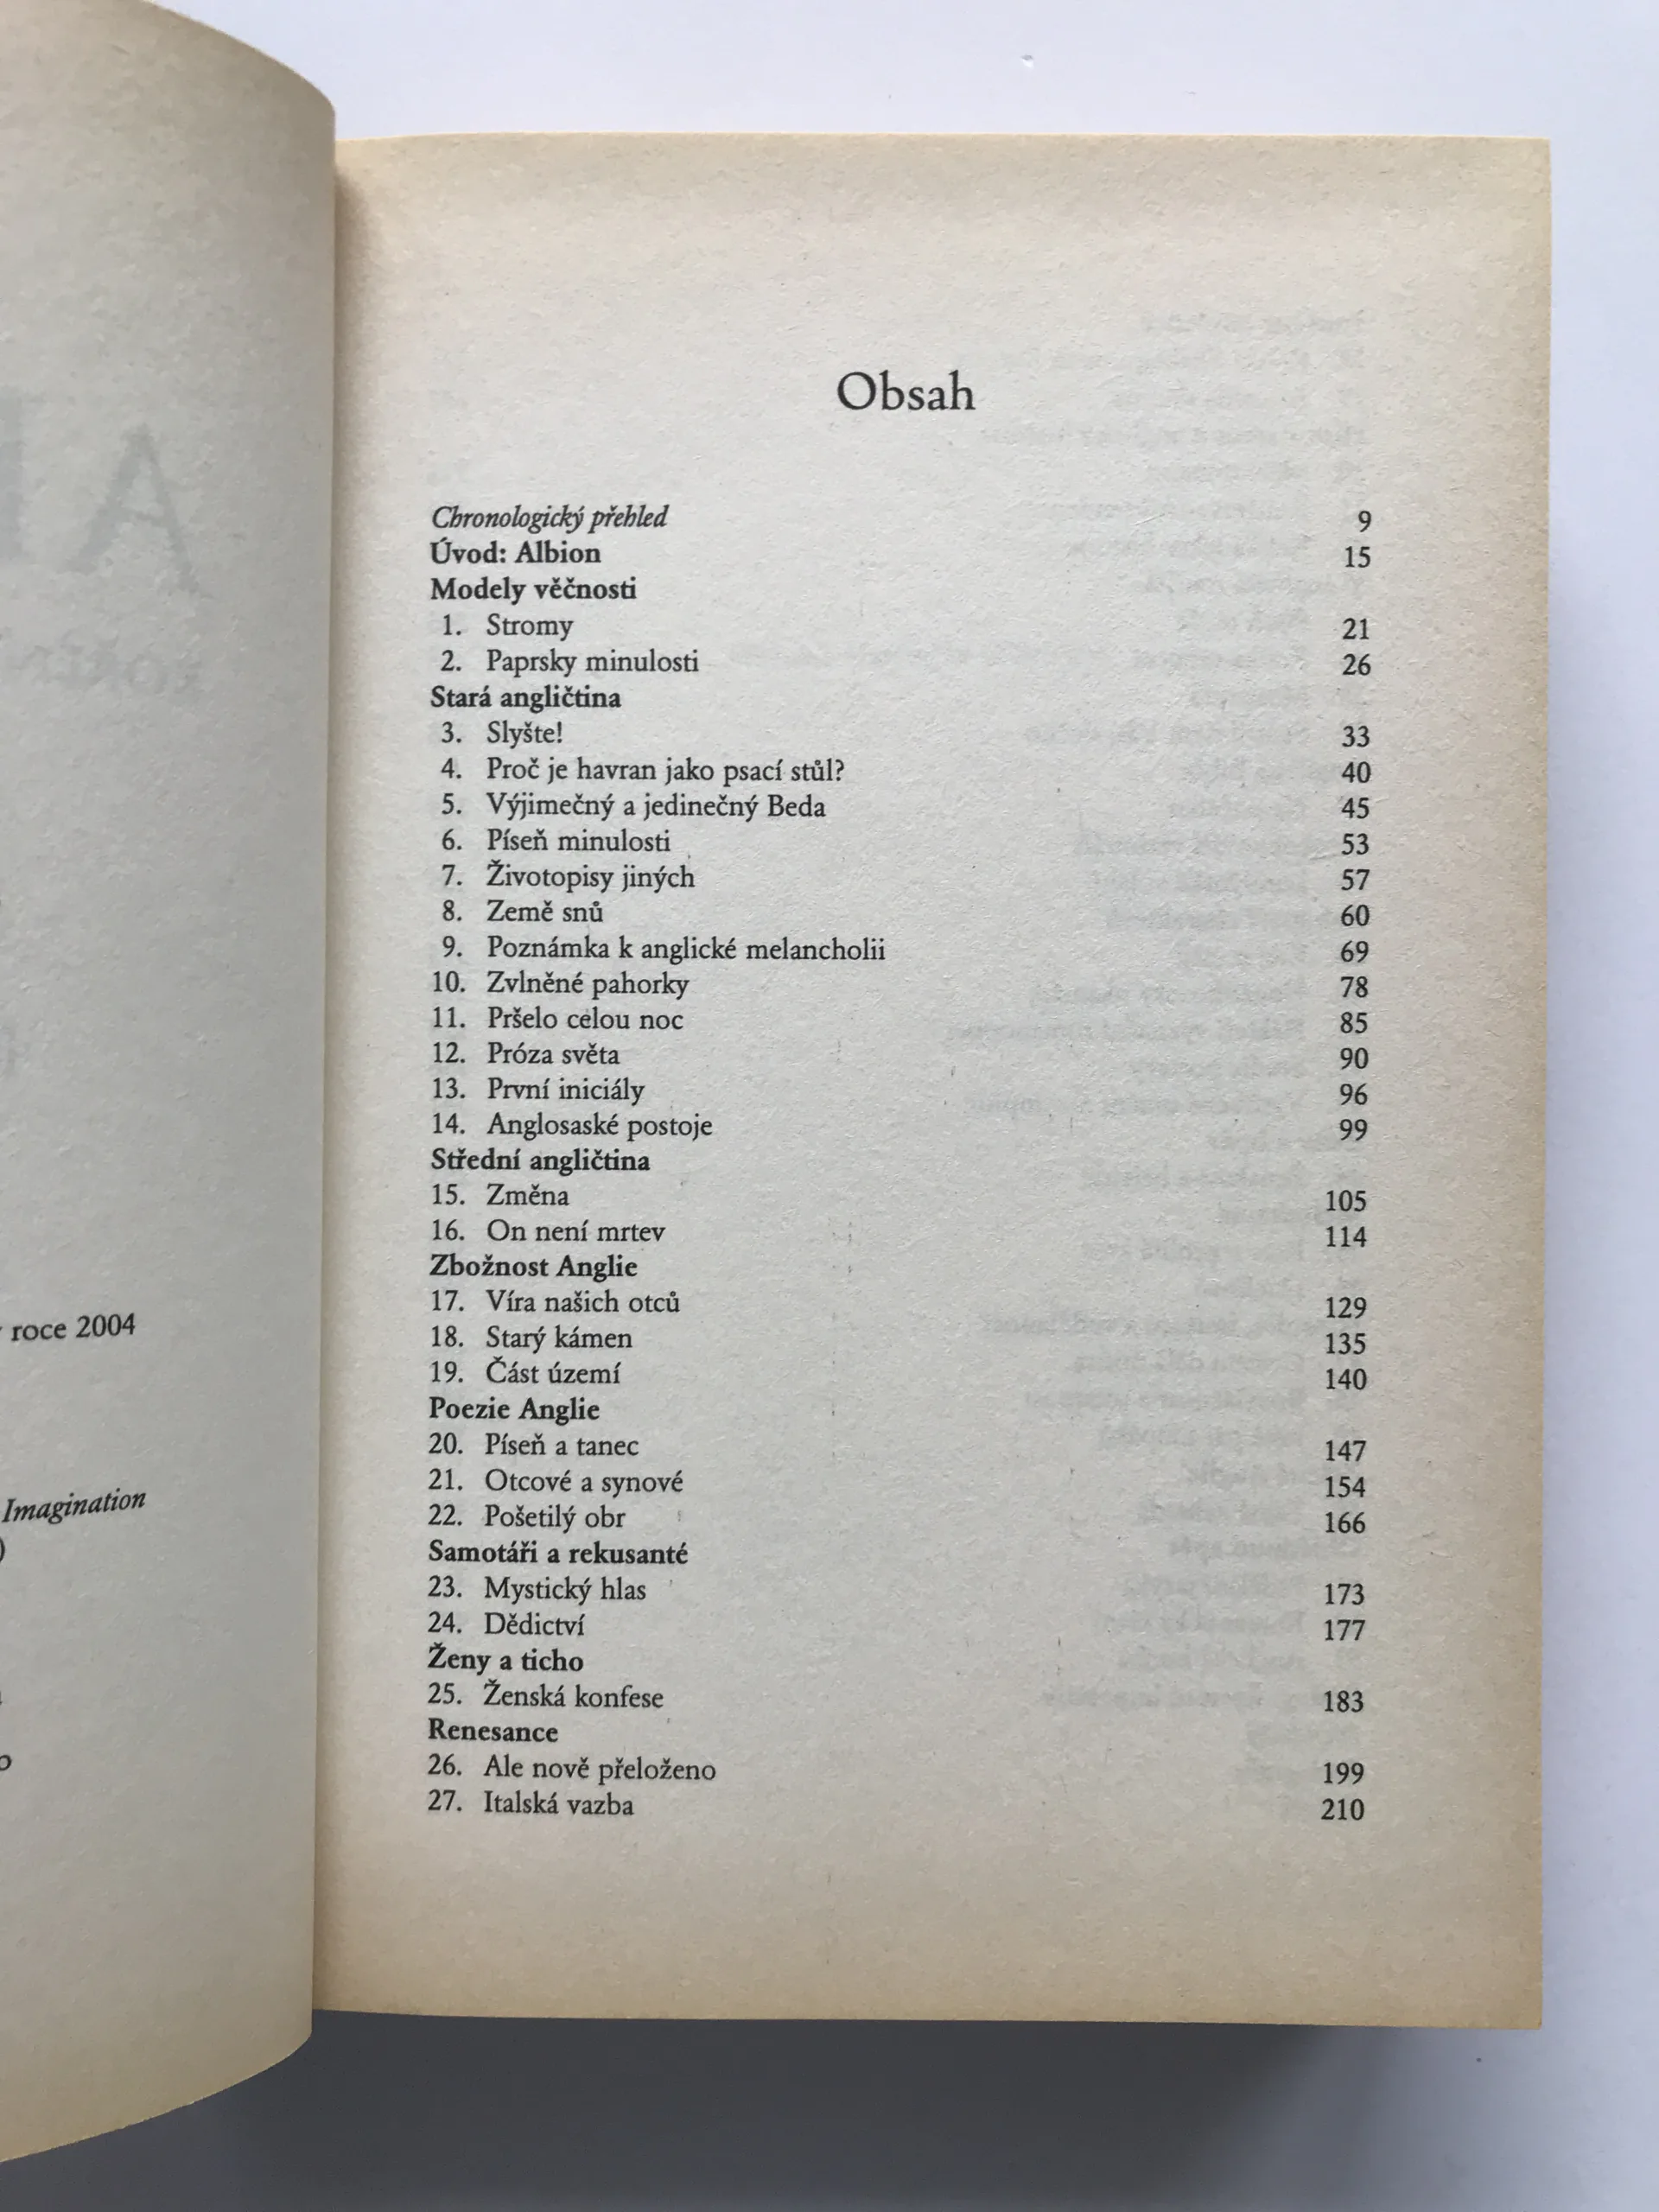 roce 2004
Imagination
)
o
Obsah
Chronologický přehled 9
Úvod: Albion 15
Modely věčnosti
1. Stromy 21
2. Paprsky minulosti 26
Stará angličtina
3. Slyšte! 33
4. Proč je havran jako psací stůl? 40
5. Výjimečný a jedinečný Beda 45
6. Píseň minulosti 53
7. Životopisy jiných 57
8. Země snů 60
9. Poznámka k anglické melancholii 69
10. Zvlněné pahorky 78
11. Pršelo celou noc 85
12. Próza světa 90
13. První iniciály 96
14. Anglosaské postoje 99
Střední angličtina
15. Změna 105
16. On není mrtev 114
Zbožnost Anglie
17. Víra našich otců 129
18. Starý kámen 135
19. Část území 140
Poezie Anglie
20. Píseň a tanec 147
21. Otcové a synové 154
22. Pošetilý obr 166
Samotáři a rekusanté
23. Mystický hlas 173
24. Dědictví 177
Ženy a ticho
25. Ženská konfese 183
Renesance
26. Ale nově přeloženo 199
27. Italská vazba 210